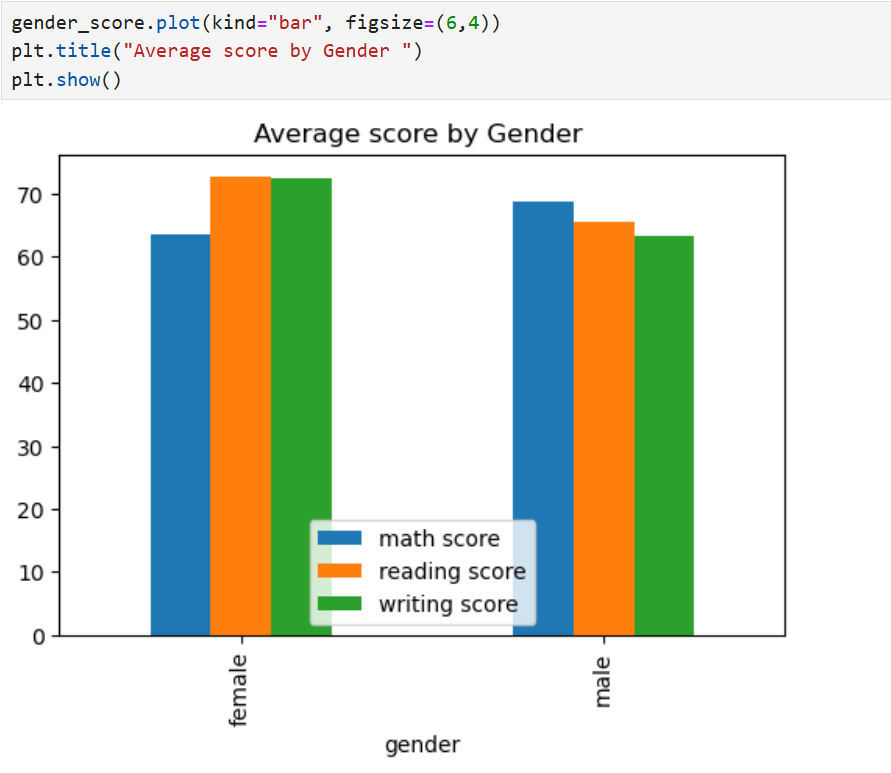 gender_score.plot(kind="bar", figsize=(6,4))
plt.title("Average score by Gender ")
plt.show()
Average score by Gender
70
60
50
40
30
20
10
0
math score
reading score
writing score
female
male
gender